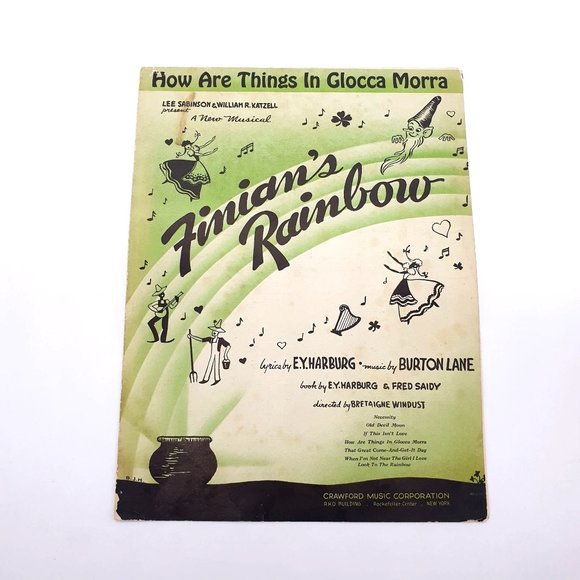 How Are Things In Glocca Morra
LEE SABINSON & WILLIAM R. KATZELL
present
A New Musical
Finian's
Rainbow
lyrics by E.Y. HARBURG • music by BURTON LANE
book by E.Y. HARBURG & FRED SAIDY
directed by BRETAIGNE WINDUST
Necessity
Old Devil Moon
If This Isn't Love
How Are Things In Glocca Morra
That Great Come-And-Get-It Day
When I'm Not Near The Girl I Love
Look To The Rainbow
B.J.H.
CRAWFORD MUSIC CORPORATION
RKO BUILDING . Rockefeller Center . NEW YORK